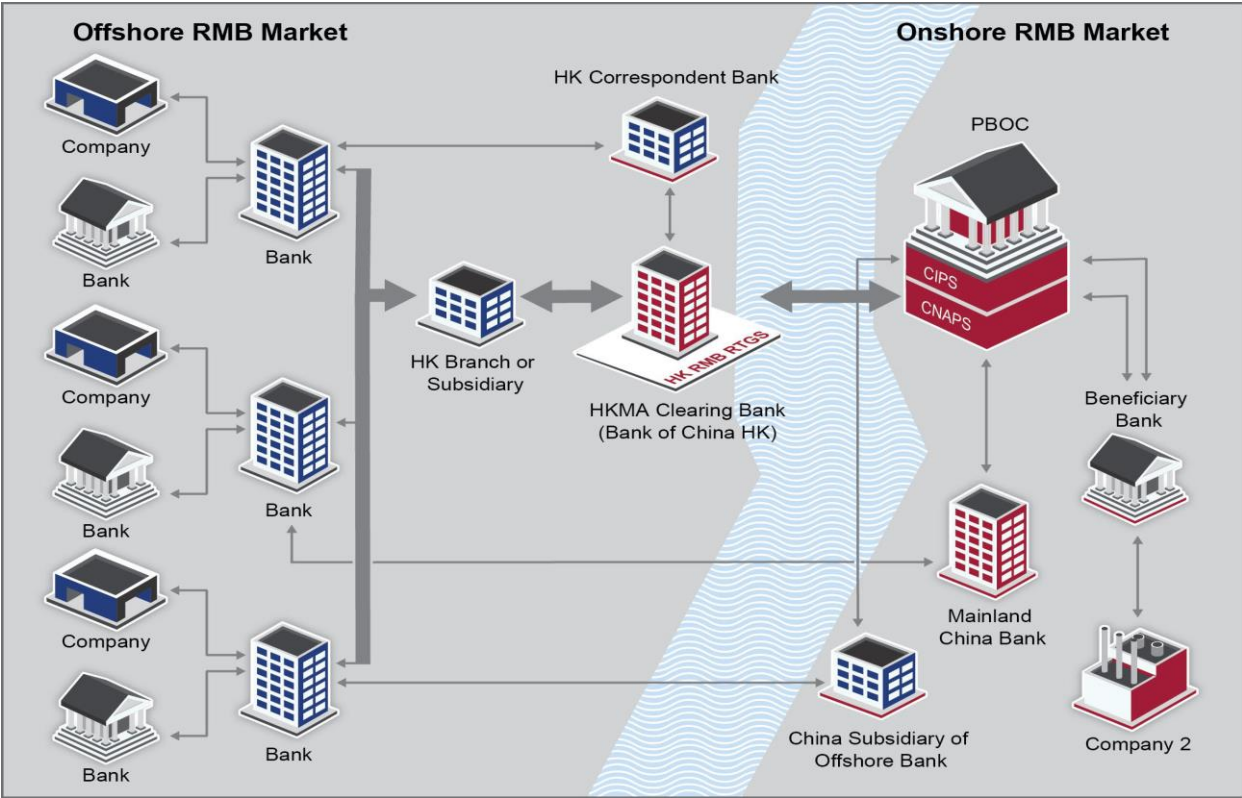 Offshore RMB Market
Onshore RMB Market
HK Correspondent Bank
PBOC
Company
Bank
Bank
CIPS
CNAPS
HK RMB RTGS
HK Branch or
Subsidiary
HKMA Clearing Bank
(Bank of China HK)
Beneficiary
Bank
Company
Bank
Bank
Mainland
China Bank
Company
Bank
Bank
China Subsidiary of
Offshore Bank
Company 2